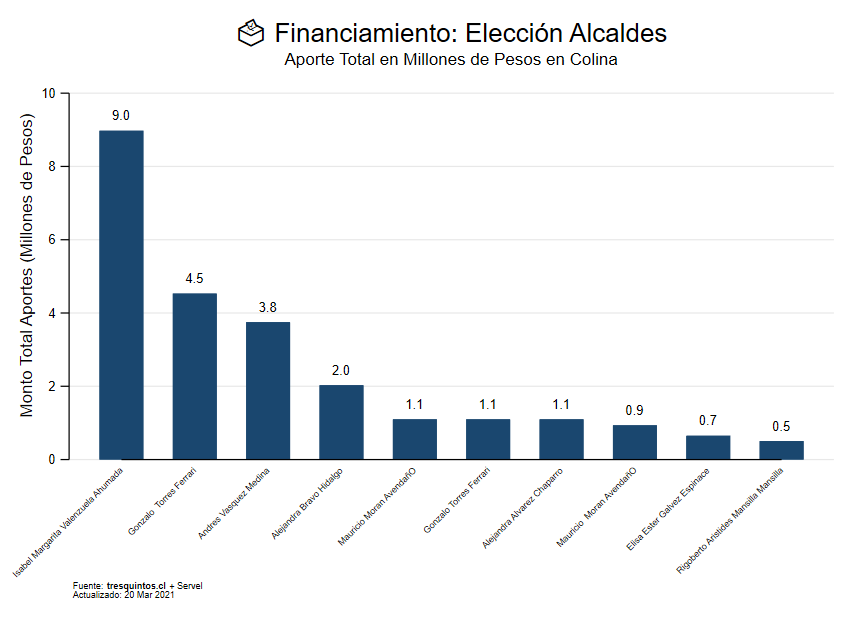 Financiamiento: Elección Alcaldes
Aporte Total en Millones de Pesos en Colina
Monto Total Aportes (Millones de Pesos)
10
8
6
4
2
0
9.0
4.5
3.8
2.0
1.1
1.1
1.1
0.9
0.7
0.5
Isabel Margarita Valenzuela Ahumada
Gonzalo  Torres Ferrari
Andres Vasquez Medina
Alejandra Bravo Hidalgo
Mauricio Moran AvendañO
Gonzalo Torres Ferrari
Alejandra Alvarez Chaparro
Mauricio  Moran AvendañO
Elisa Ester Galvez Espinace
Rigoberto Aristides Mansilla Mansilla
Fuente: tresquintos.cl + Servel
Actualizado: 20 Mar 2021